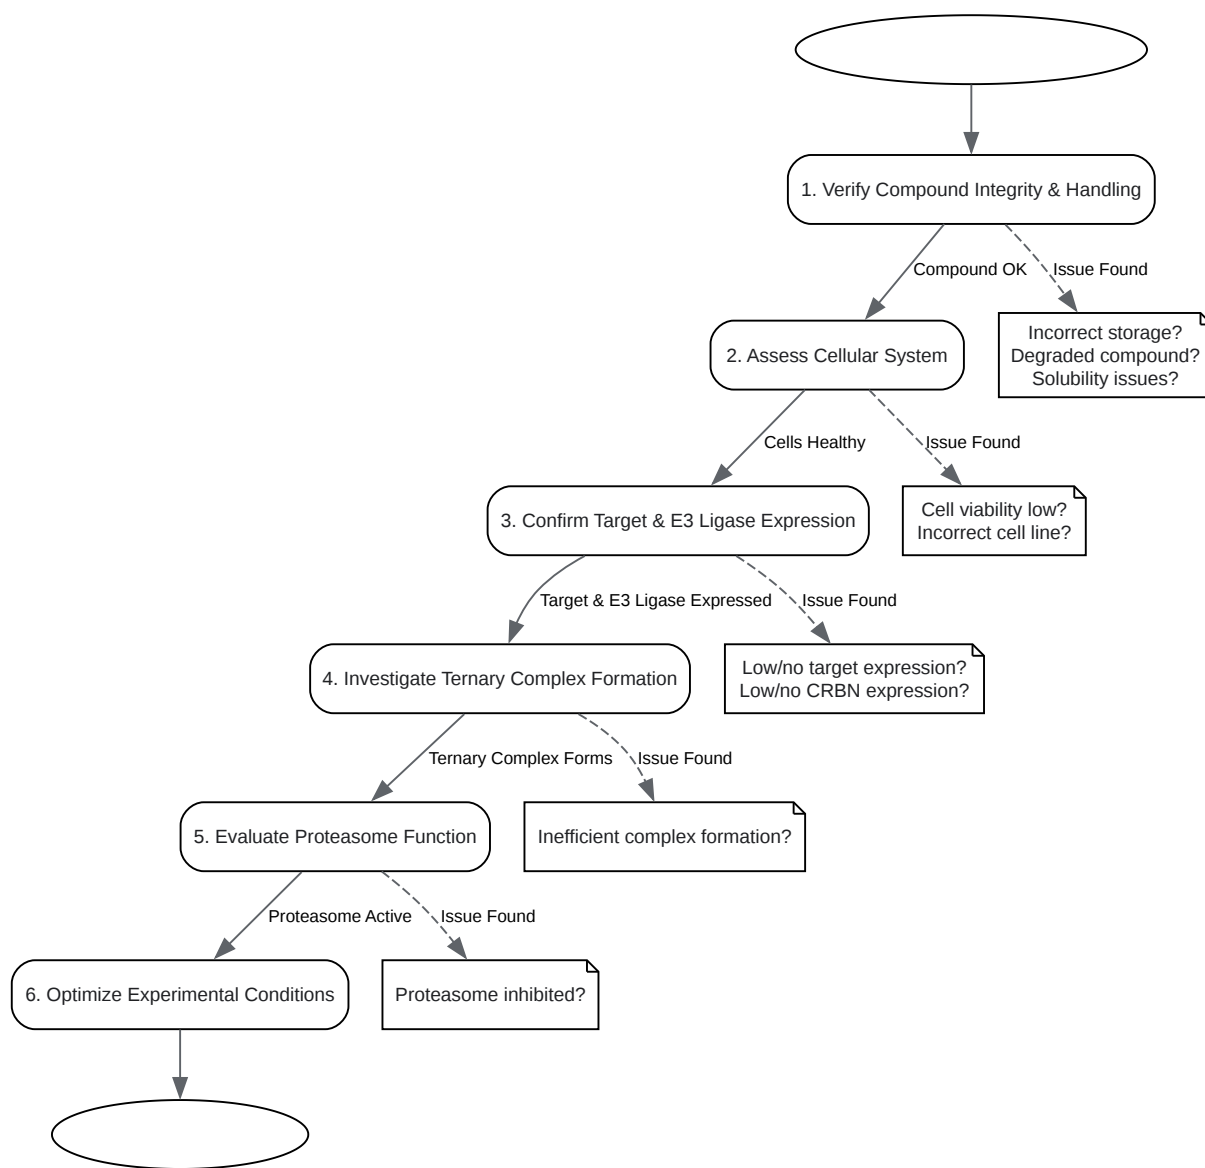 1. Verify Compound Integrity & Handling
Compound OK
Issue Found
Incorrect storage?
Degraded compound?
Solubility issues?
2. Assess Cellular System
Cells Healthy
Issue Found
Cell viability low?
Incorrect cell line?
3. Confirm Target & E3 Ligase Expression
Target & E3 Ligase Expressed
Issue Found
Low/no target expression?
Low/no CRBN expression?
4. Investigate Ternary Complex Formation
Ternary Complex Forms
Issue Found
Inefficient complex formation?
5. Evaluate Proteasome Function
Proteasome Active
Issue Found
Proteasome inhibited?
6. Optimize Experimental Conditions